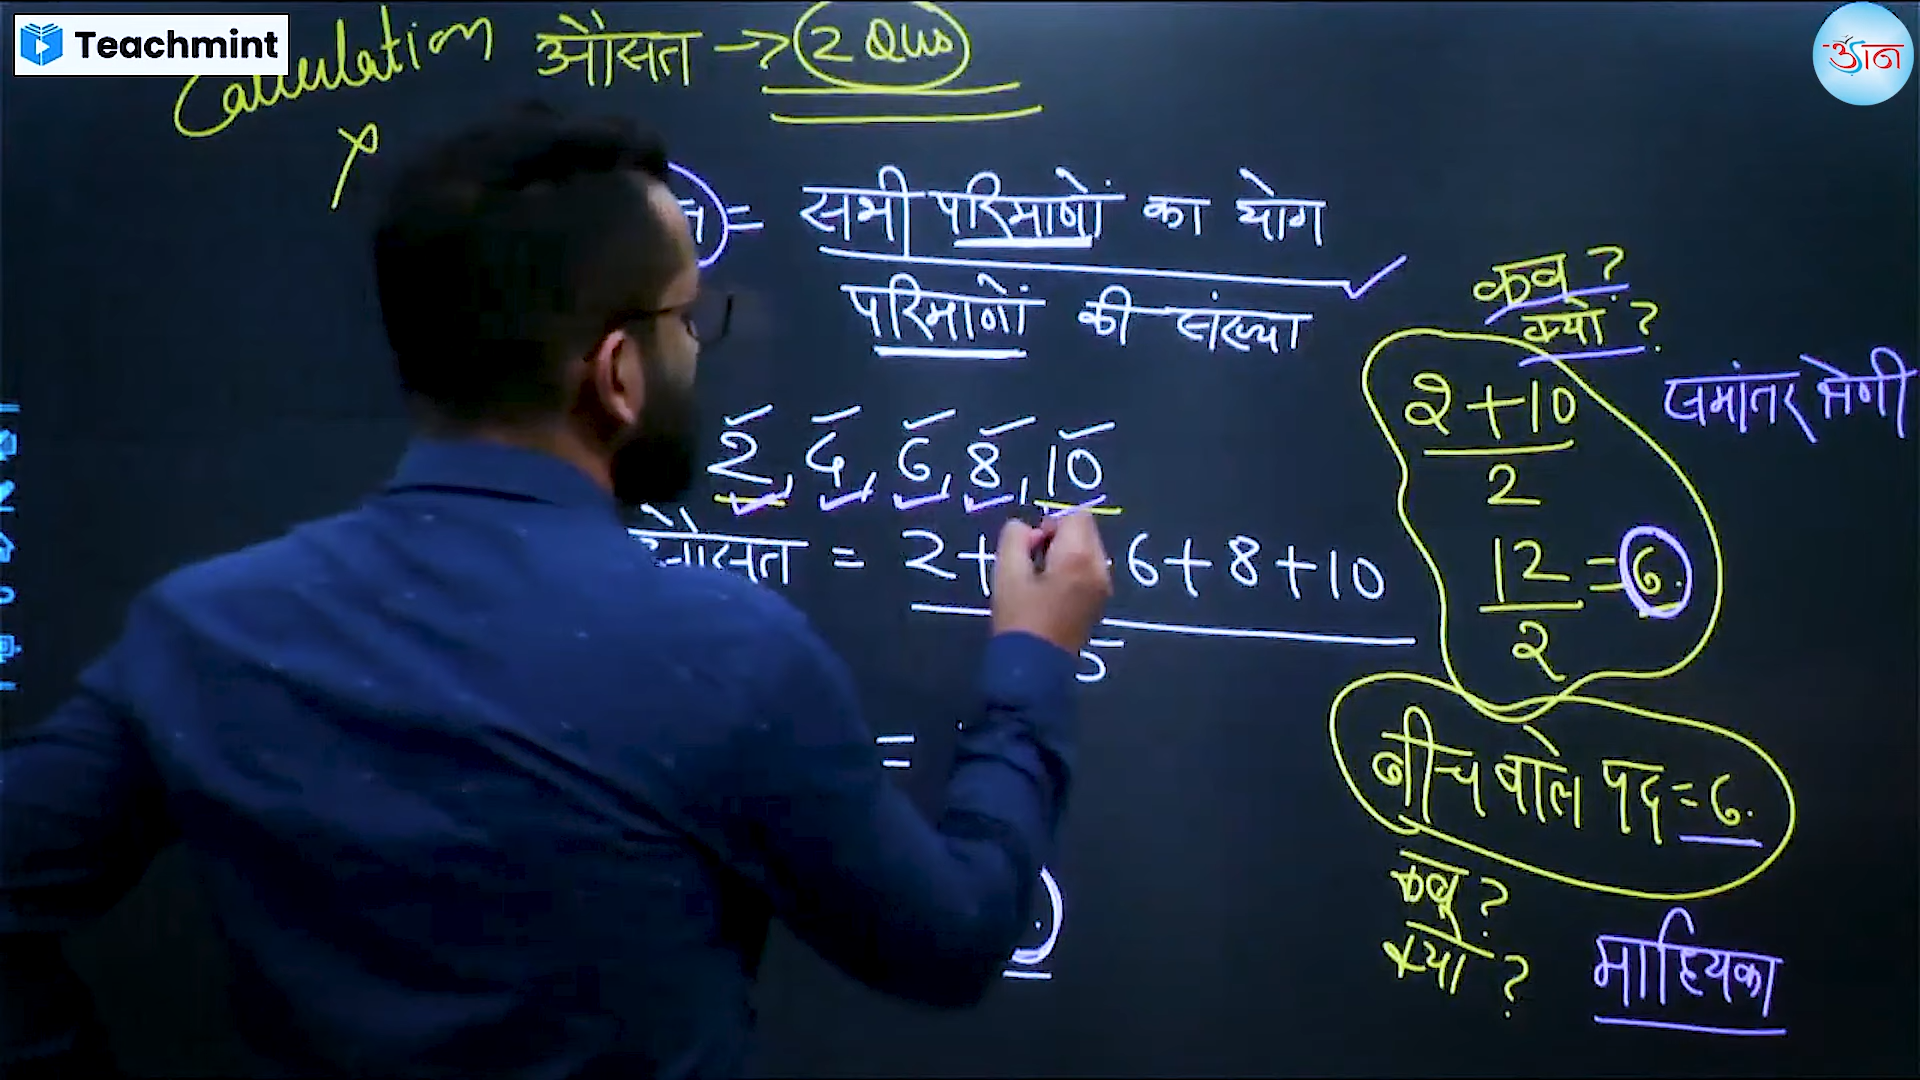 Teachmint
Calculation औसत → 2 Qus
= सभी परिमाणों का योग
परिमाणों की संख्या
कब ?
क्यों ?
2+10
2
समांतर श्रेणी
2, 4, 6, 8, 10
औसत = 2+ 6+8+10
5
12 = 6.
2
=
बीच वाले पद = 6.
कब ?
क्यों ?
माध्यिका